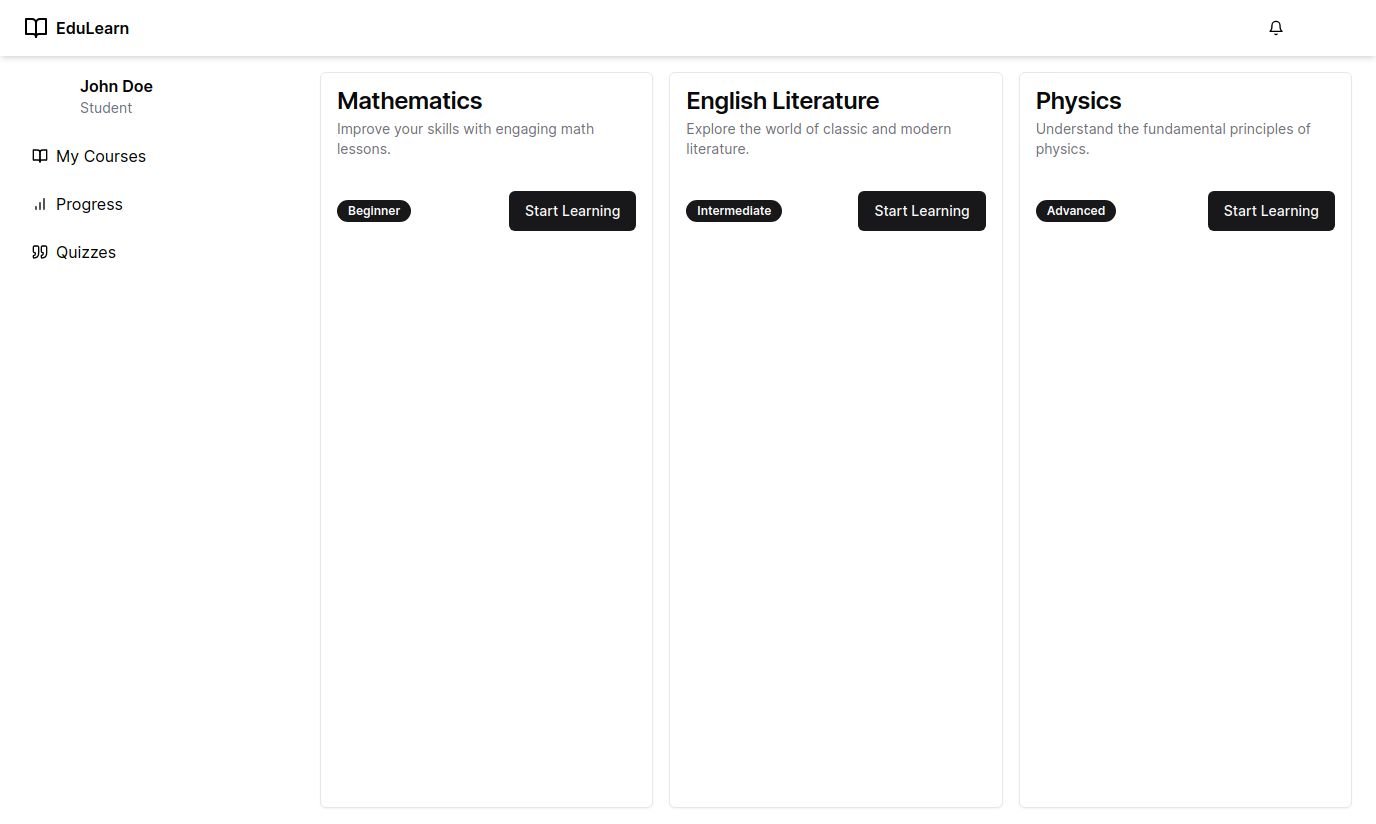 EduLearn
John Doe
Student
My Courses
Progress
Quizzes
Mathematics
Improve your skills with engaging math
lessons.
Beginner
Start Learning
English Literature
Explore the world of classic and modern
literature.
Intermediate
Start Learning
Physics
Understand the fundamental principles of
physics.
Advanced
Start Learning